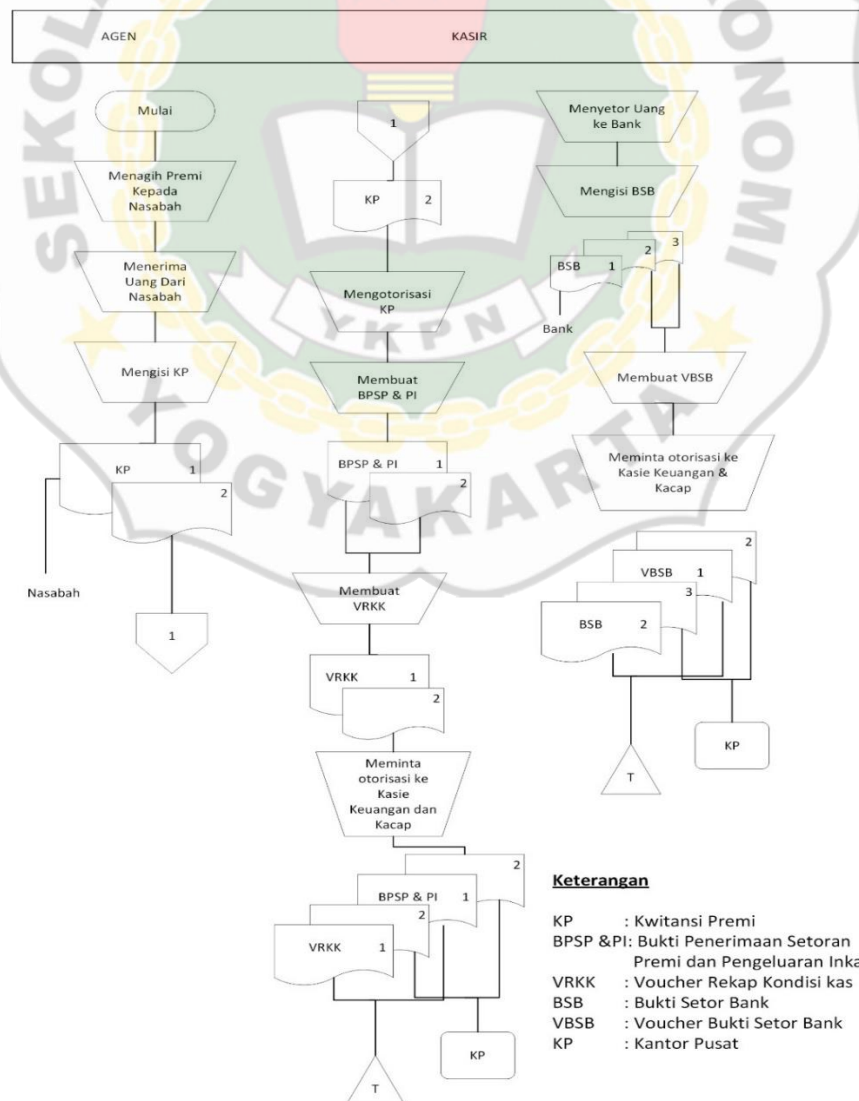 AGEN
KASIR
Mulai
Menagih Premi
Kepada
Nasabah
Menerima
Uang Dari
Nasabah
Mengisi KP
KP 1
2
Nasabah
1
1
KP 2
Mengotorisasi
KP
Membuat
BPSP & PI
BPSP & PI 1
2
Membuat
VRKK
VRKK 1
2
Meminta
otorisasi ke
Kasie
Keuangan dan
Kacap
2
BPSP & PI 1
2
VRKK 1
KP
T
Menyetor Uang
ke Bank
Mengisi BSB
3
2
BSB 1
Bank
Membuat VBSB
Meminta otorisasi ke
Kasie Keuangan &
Kacap
2
VBSB 1
3
BSB 2
KP
T
Keterangan
KP : Kwitansi Premi
BPSP &PI: Bukti Penerimaan Setoran
Premi dan Pengeluaran Inka
VRKK : Voucher Rekap Kondisi kas
BSB : Bukti Setor Bank
VBSB : Voucher Bukti Setor Bank
KP : Kantor Pusat
YKPN
YOGYAKARTA